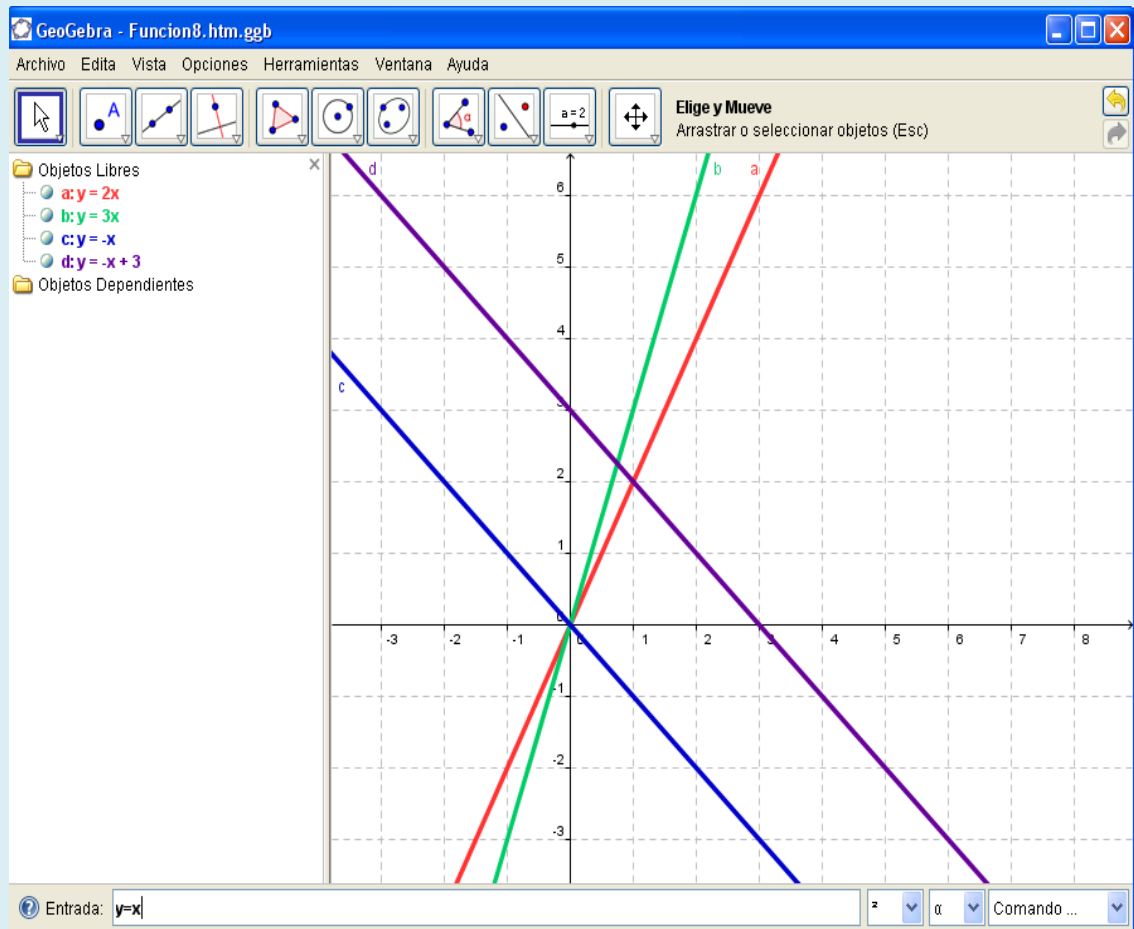 GeoGebra - Funcion8.htm.ggb
Archivo Edita Vista Opciones Herramientas Ventana Ayuda
A
α
a=2
Elige y Mueve
Arrastrar o seleccionar objetos (Esc)
Objetos Libres
a: y = 2x
b: y = 3x
c: y = -x
d: y = -x + 3
Objetos Dependientes
d
b
a
c
6
5
4
3
2
1
0
-3 -2 -1 0 1 2 3 4 5 6 7 8
-1
-2
-3
Entrada: y=x
² α Comando ...